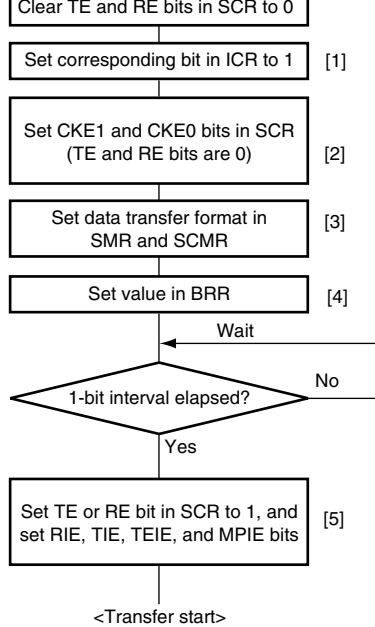 Clear TE and RE bits in SCR to 0
Set corresponding bit in ICR to 1
[1]
Set CKE1 and CKE0 bits in SCR
(TE and RE bits are 0)
[2]
Set data transfer format in
SMR and SCMR
[3]
Set value in BRR
[4]
Wait
1-bit interval elapsed?
No
Yes
Set TE or RE bit in SCR to 1, and
set RIE, TIE, TEIE, and MPIE bits
[5]
<Transfer start>